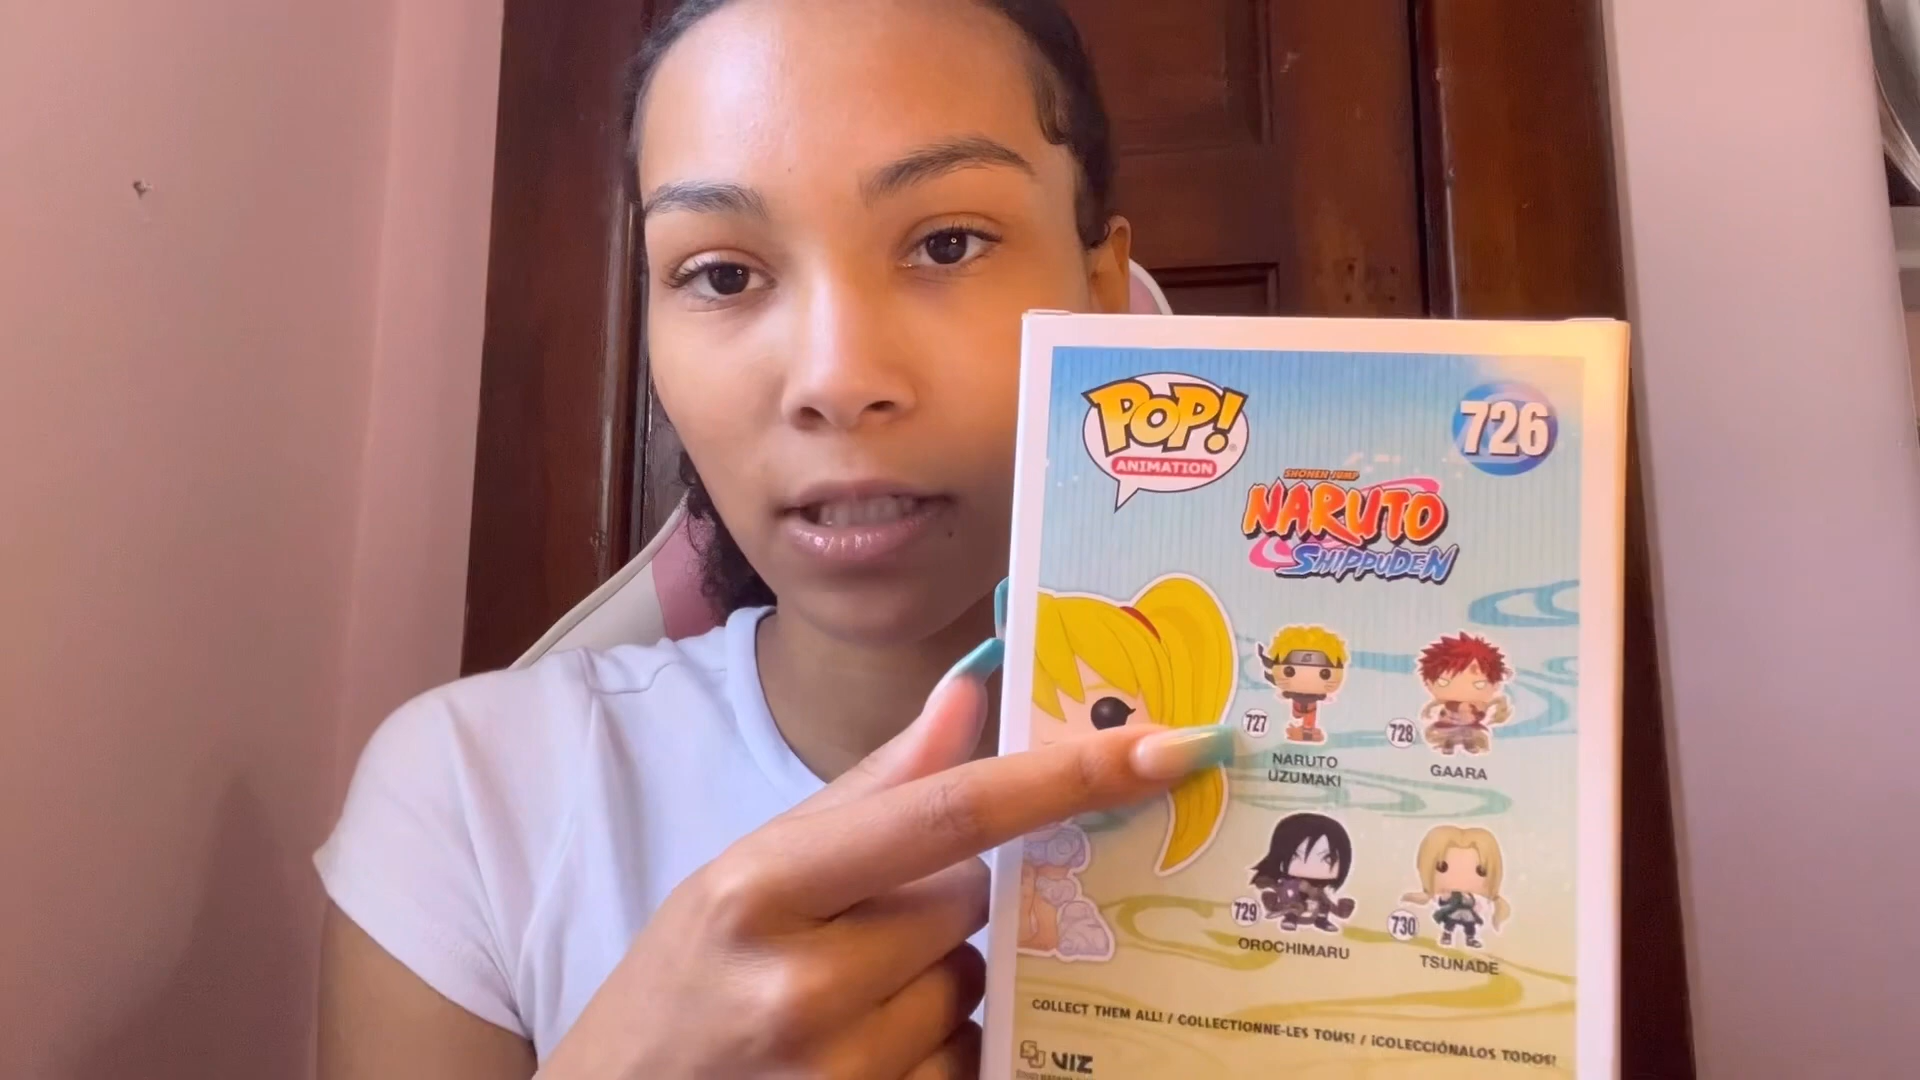 POP!
ANIMATION
726
SHONEN JUMP
NARUTO
SHIPPUDEN
727
NARUTO
UZUMAKI
728
GAARA
729
OROCHIMARU
730
TSUNADE
COLLECT THEM ALL! / COLLECTIONNE-LES TOUS! / ¡COLECCIÓNALOS TODOS!
SJ VIZ